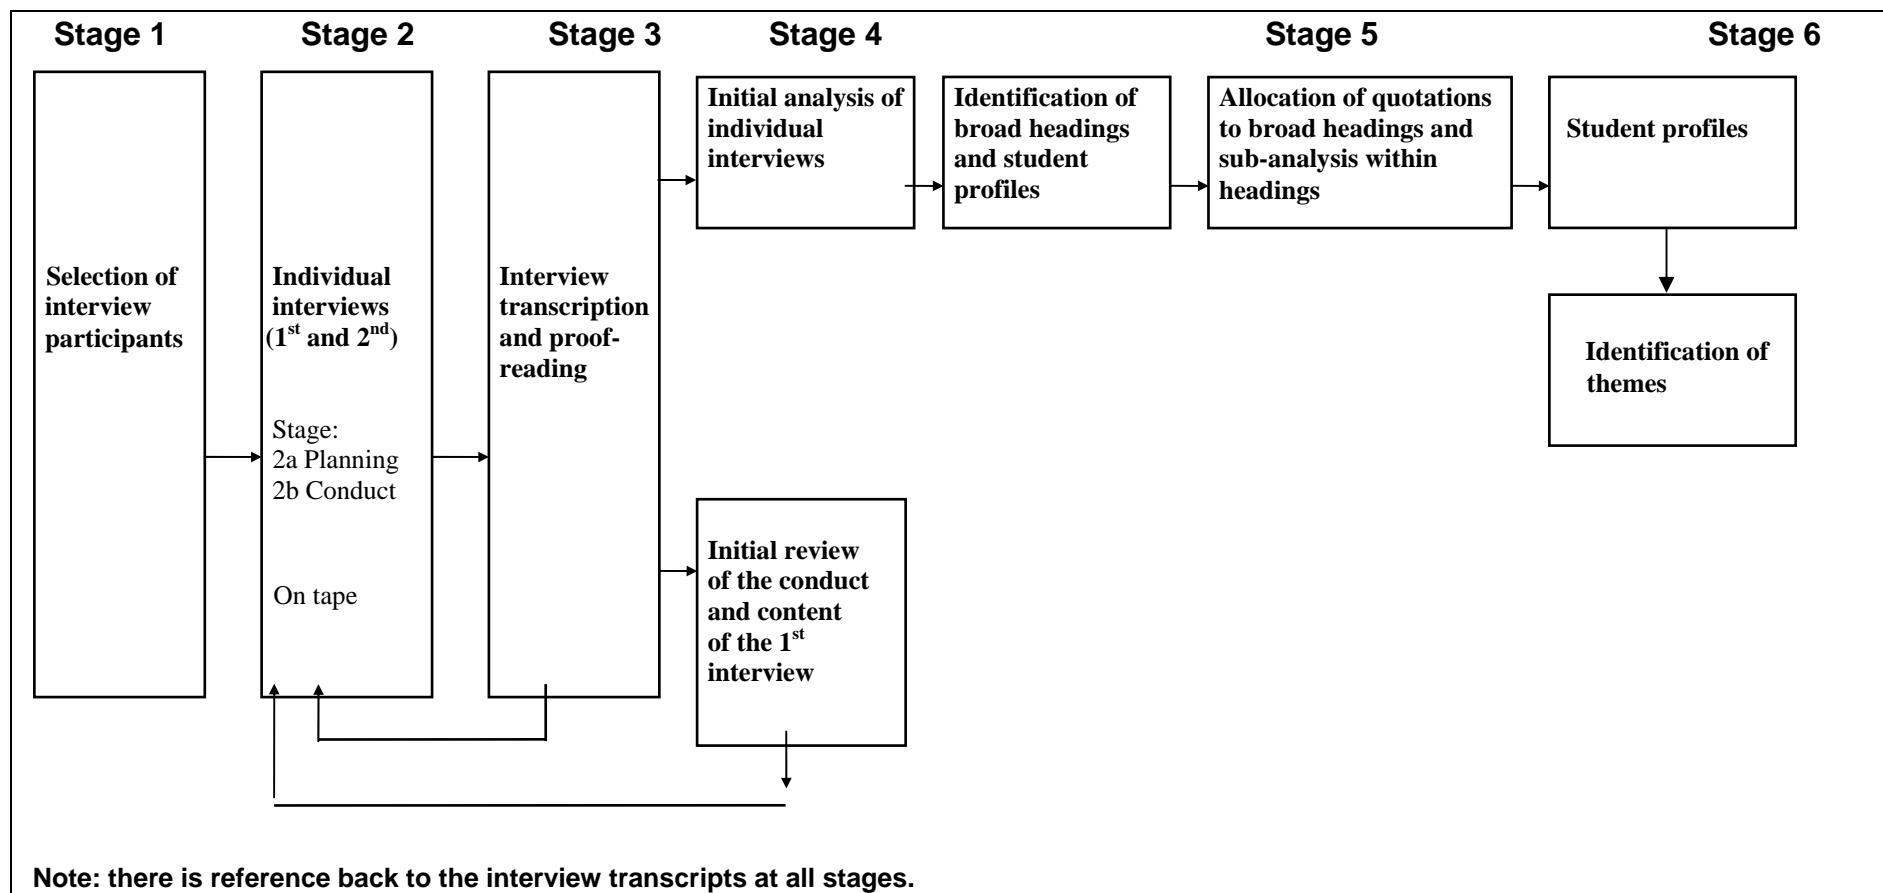 Stage 1 Stage 2 Stage 3 Stage 4 Stage 5 Stage 6
Selection of
interview
participants
Individual
interviews
(1st and 2nd)
Stage:
2a Planning
2b Conduct
On tape
Interview
transcription
and proof-
reading
Initial analysis of
individual
interviews
Identification of
broad headings
and student
profiles
Allocation of quotations
to broad headings and
sub-analysis within
headings
Student profiles
Identification of
themes
Initial review
of the conduct
and content
of the 1st
interview
Note: there is reference back to the interview transcripts at all stages.